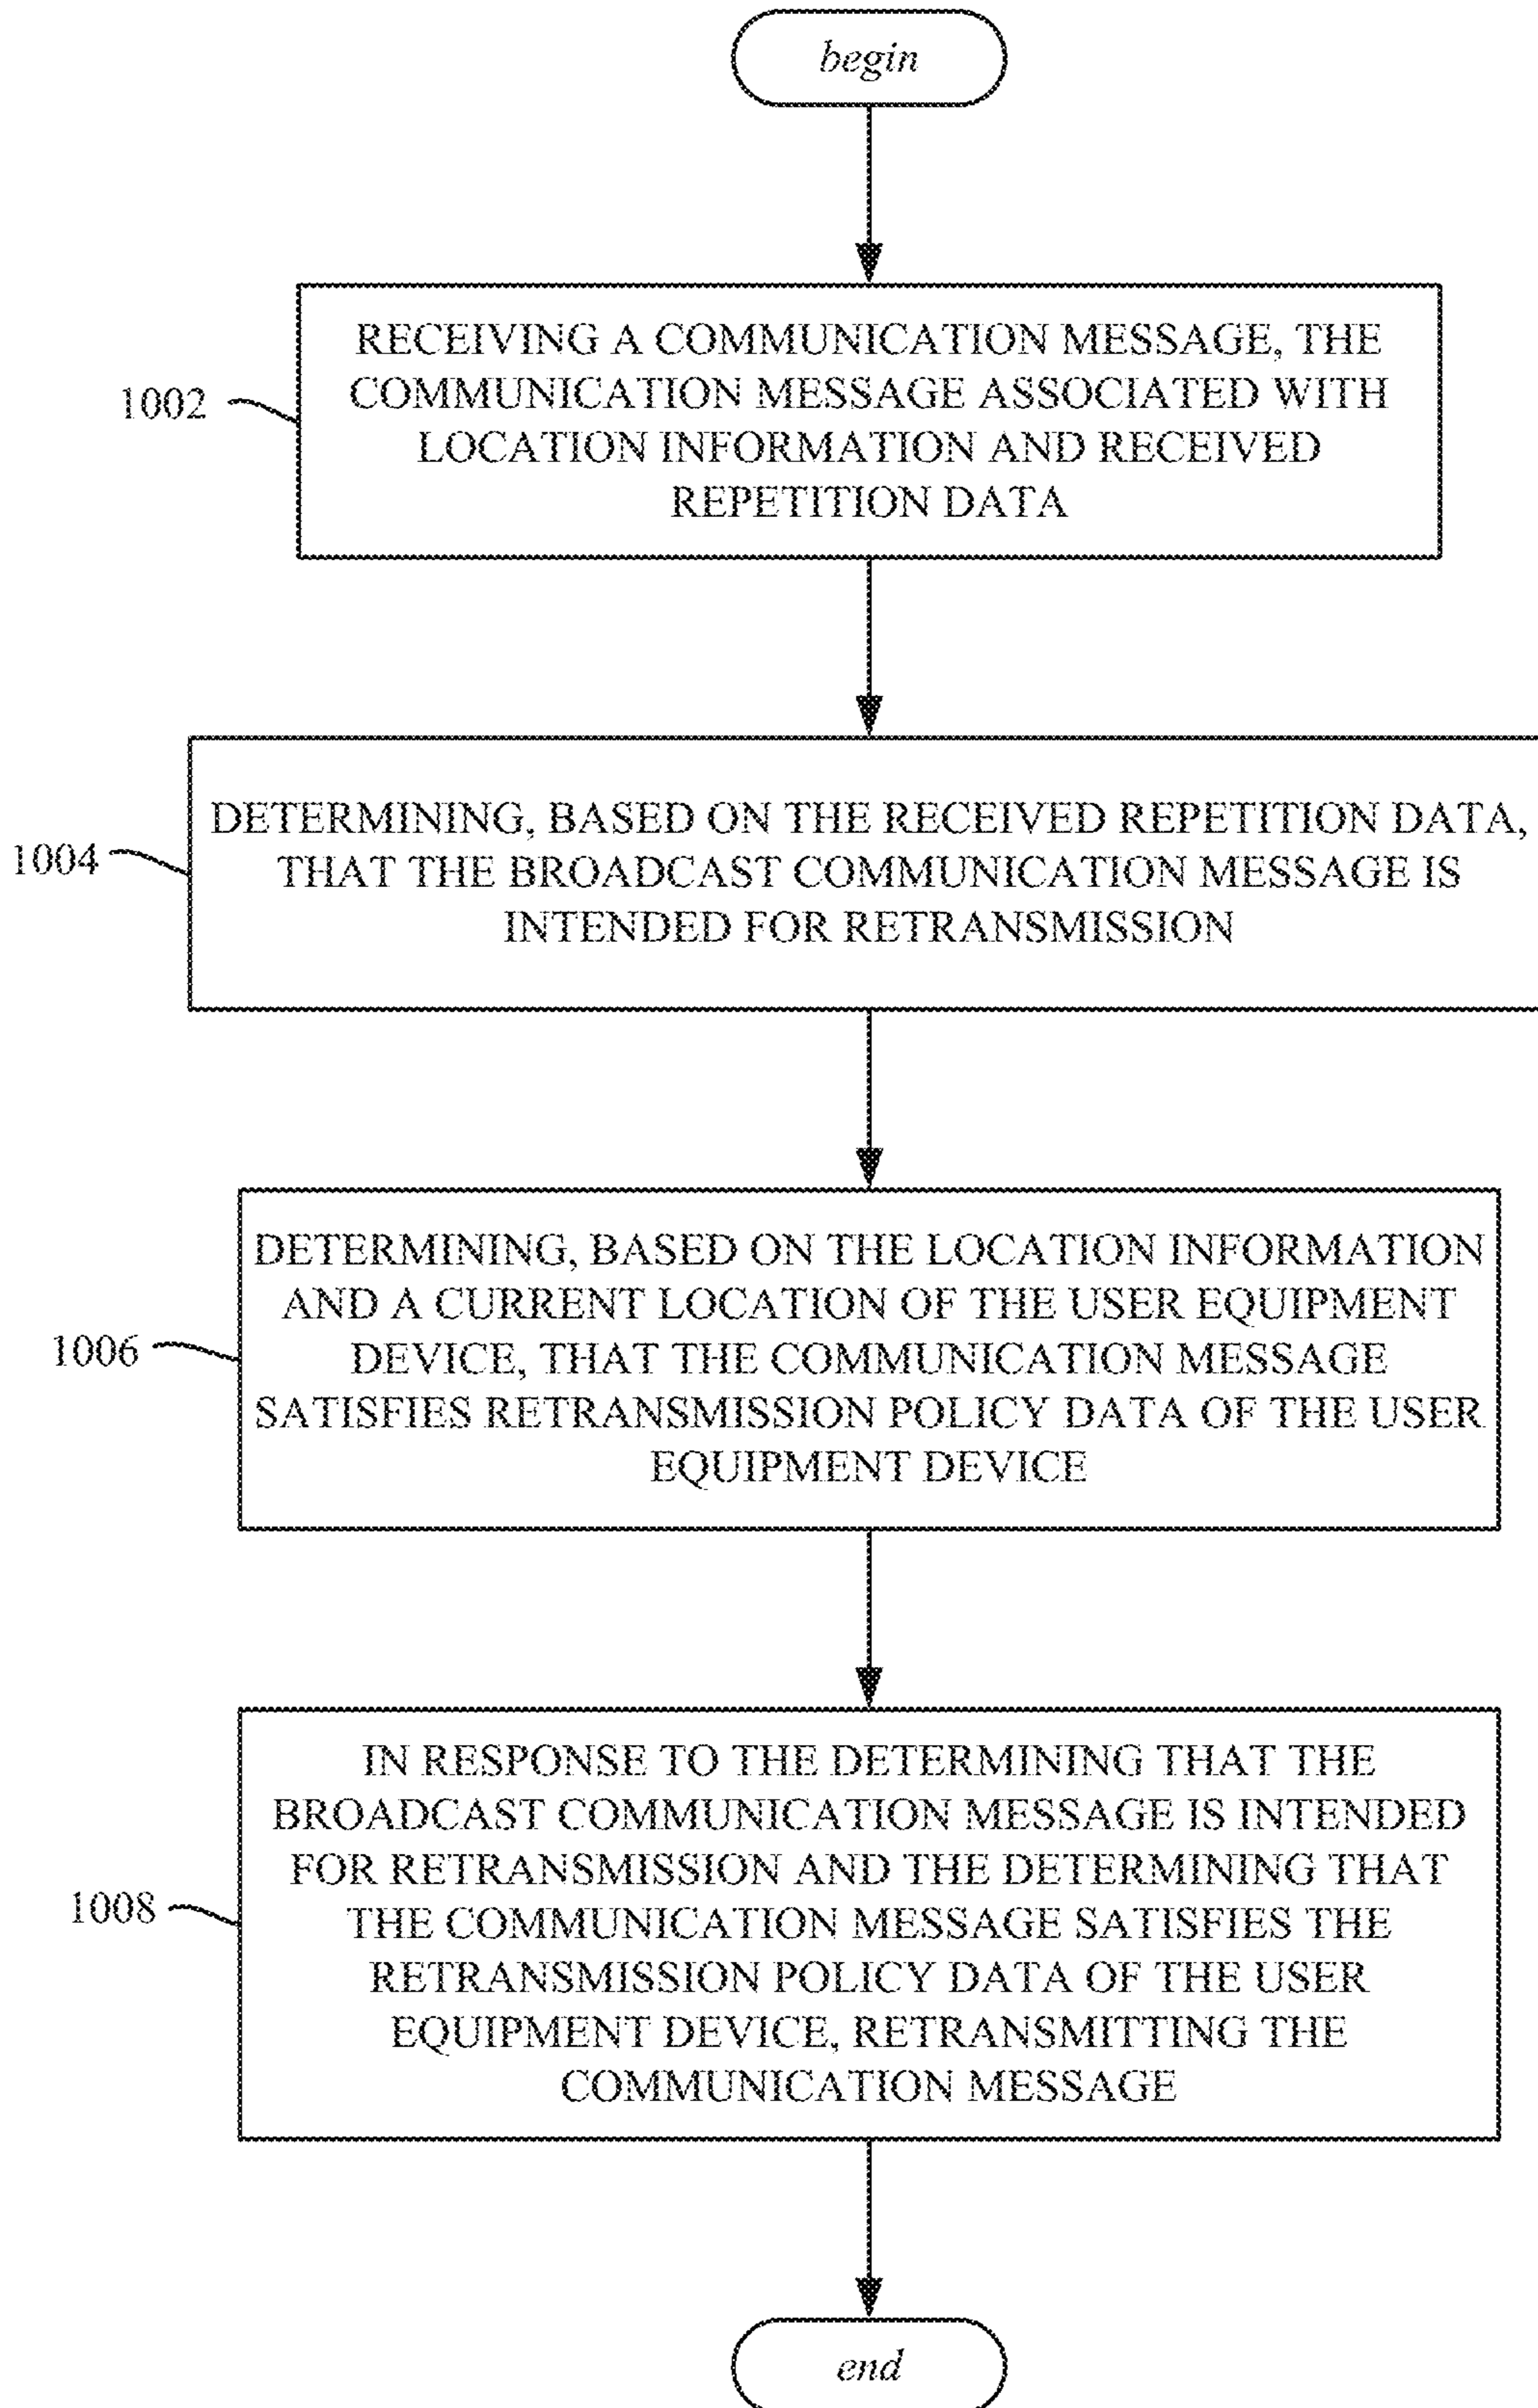 begin
RECEIVING A COMMUNICATION MESSAGE, THE
COMMUNICATION MESSAGE ASSOCIATED WITH
LOCATION INFORMATION AND RECEIVED
REPETITION DATA
1002
DETERMINING, BASED ON THE RECEIVED REPETITION DATA,
THAT THE BROADCAST COMMUNICATION MESSAGE IS
INTENDED FOR RETRANSMISSION
1004
DETERMINING, BASED ON THE LOCATION INFORMATION
AND A CURRENT LOCATION OF THE USER EQUIPMENT
DEVICE, THAT THE COMMUNICATION MESSAGE
SATISFIES RETRANSMISSION POLICY DATA OF THE USER
EQUIPMENT DEVICE
1006
IN RESPONSE TO THE DETERMINING THAT THE
BROADCAST COMMUNICATION MESSAGE IS INTENDED
FOR RETRANSMISSION AND THE DETERMINING THAT
THE COMMUNICATION MESSAGE SATISFIES THE
RETRANSMISSION POLICY DATA OF THE USER
EQUIPMENT DEVICE, RETRANSMITTING THE
COMMUNICATION MESSAGE
1008
end